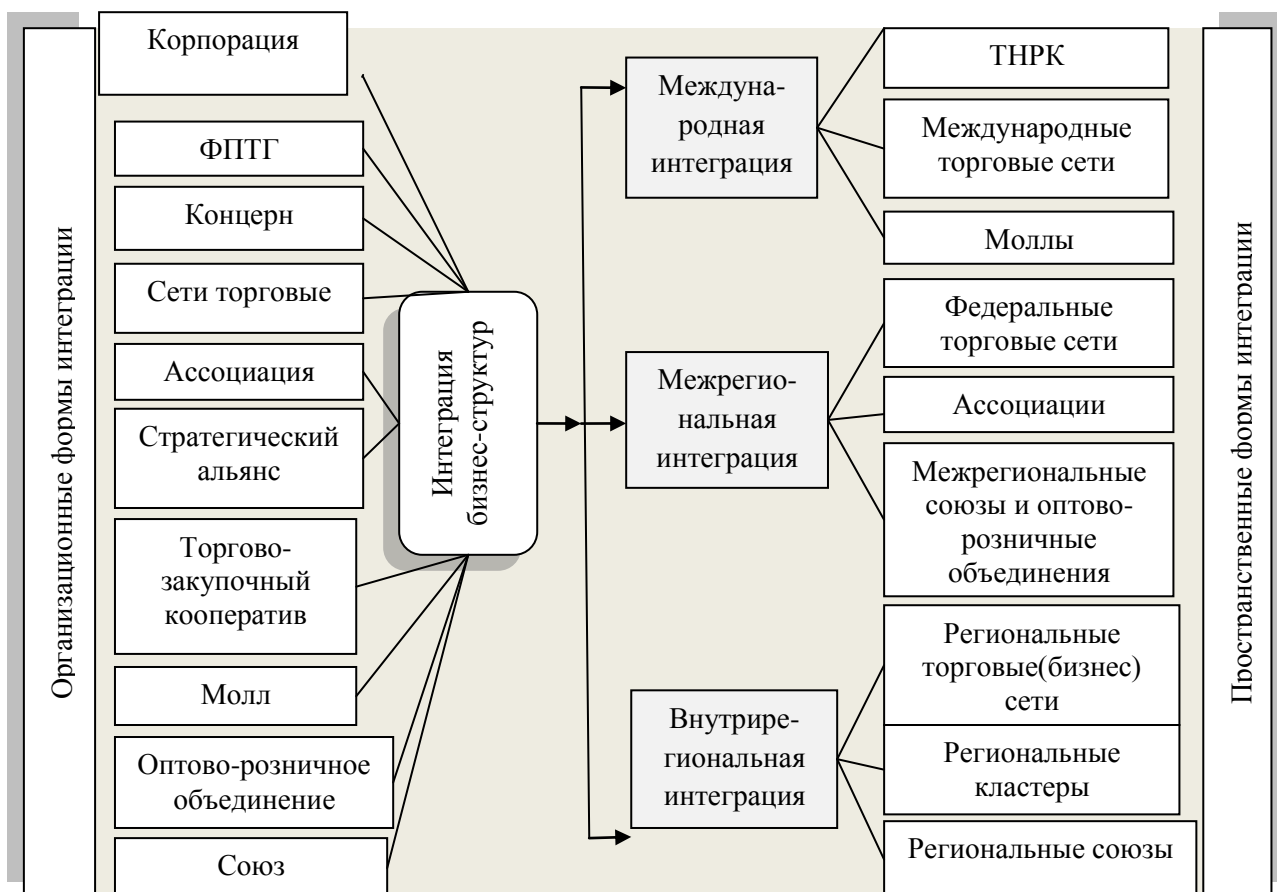 Организационные формы интеграции
Корпорация
ФПТГ
Концерн
Сети торговые
Ассоциация
Стратегический
альянс
Торгово-
закупочный
кооператив
Молл
Оптово-розничное
объединение
Союз
Интеграция
бизнес-структур
Междуна-
родная
интеграция
Межрегио-
нальная
интеграция
Внутрире-
гиональная
интеграция
ТНРК
Международные
торговые сети
Моллы
Федеральные
торговые сети
Ассоциации
Межрегиональные
союзы и оптово-
розничные
объединения
Региональные
торговые(бизнес)
сети
Региональные
кластеры
Региональные союзы
Пространственные формы интеграции